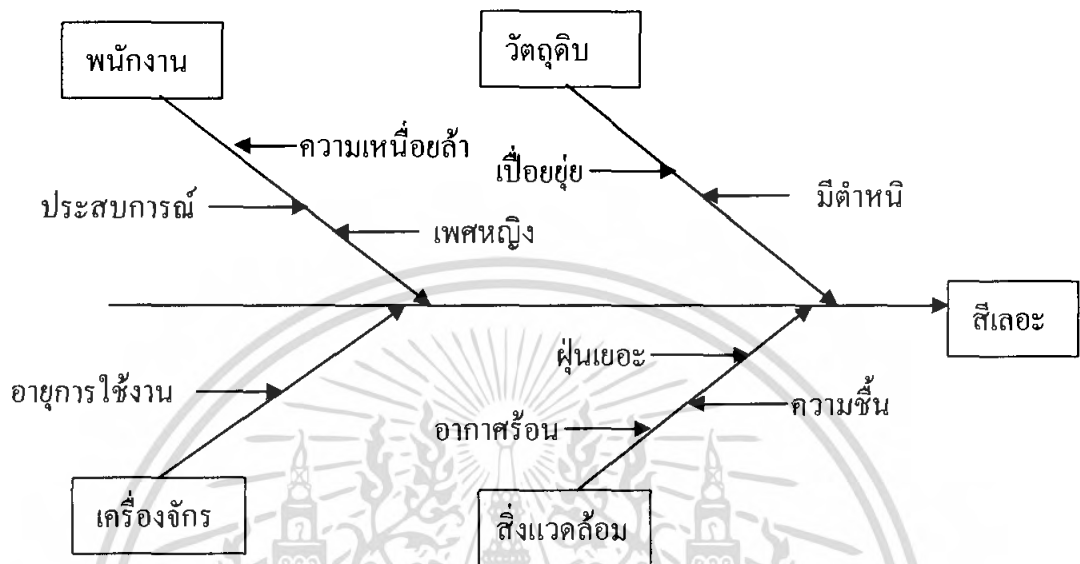 พนักงาน
วัตถุดิบ
ความเหนื่อยล้า
เปื่อยยุ่ย
มีตำหนิ
ประสบการณ์
เพศหญิง
สีเลอะ
ฝุ่นเยอะ
อายุการใช้งาน
ความชื้น
อากาศร้อน
เครื่องจักร
สิ่งแวดล้อม